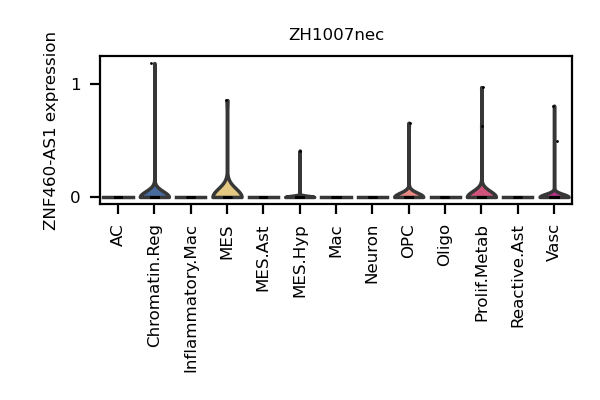 ZH1007nec
ZNF460-AS1 expression
1
0
AC
Chromatin.Reg
Inflammatory.Mac
MES
MES.Ast
MES.Hyp
Mac
Neuron
OPC
Oligo
Prolif.Metab
Reactive.Ast
Vasc